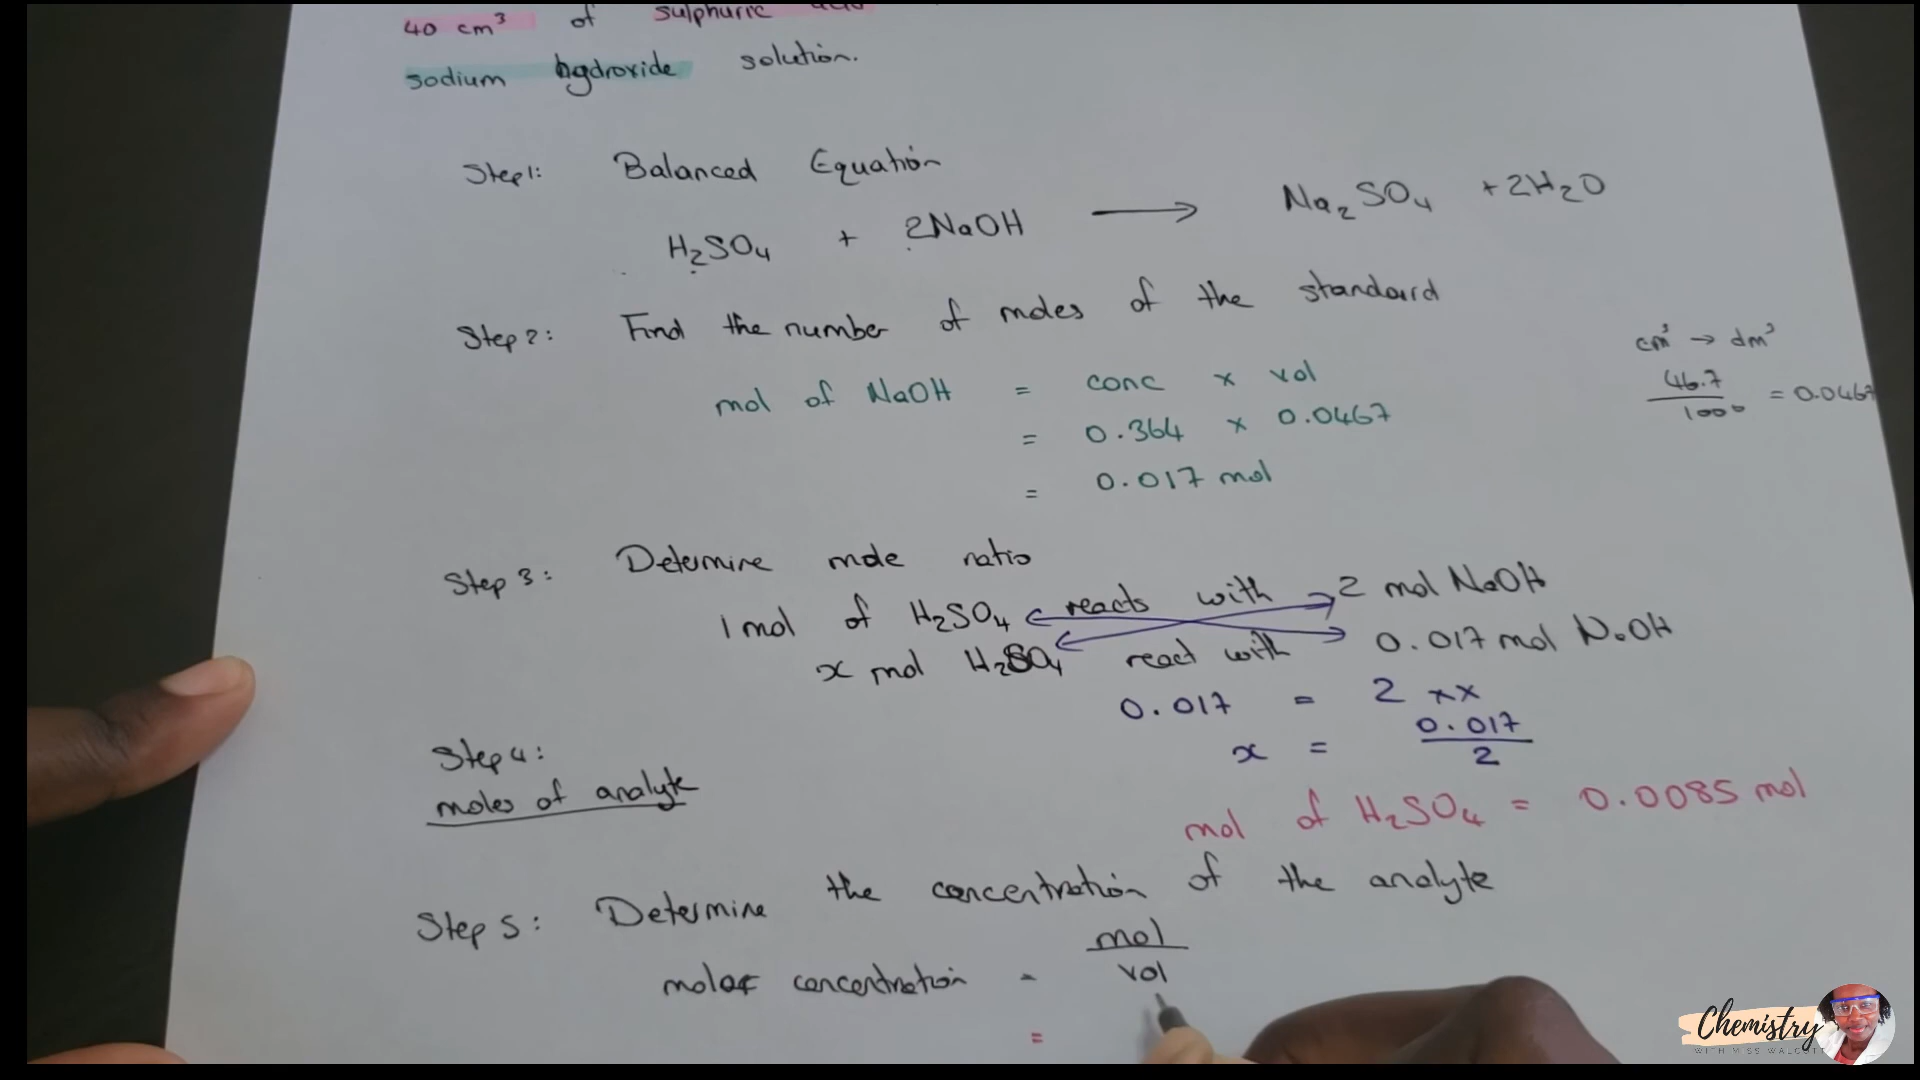 40 cm³ of sulphuric acid
sodium hydroxide solution.
Step 1: Balanced Equation
H₂SO₄ + 2NaOH → Na₂SO₄ + 2H₂O
Step 2: Find the number of moles of the standard
cm³ → dm³
mol of NaOH = conc x vol
46.7/1000 = 0.0467
= 0.364 x 0.0467
= 0.017 mol
Step 3: Determine mole ratio
1 mol of H₂SO₄ reacts with 2 mol NaOH
x mol H₂SO₄ react with 0.017 mol NaOH
0.017 = 2 x x
x = 0.017/2
Step 4:
moles of analyte
mol of H₂SO₄ = 0.0085 mol
Step 5: Determine the concentration of the analyte
molar concentration = mol/vol
=
Chemistry
WITH MISS WALCOTT